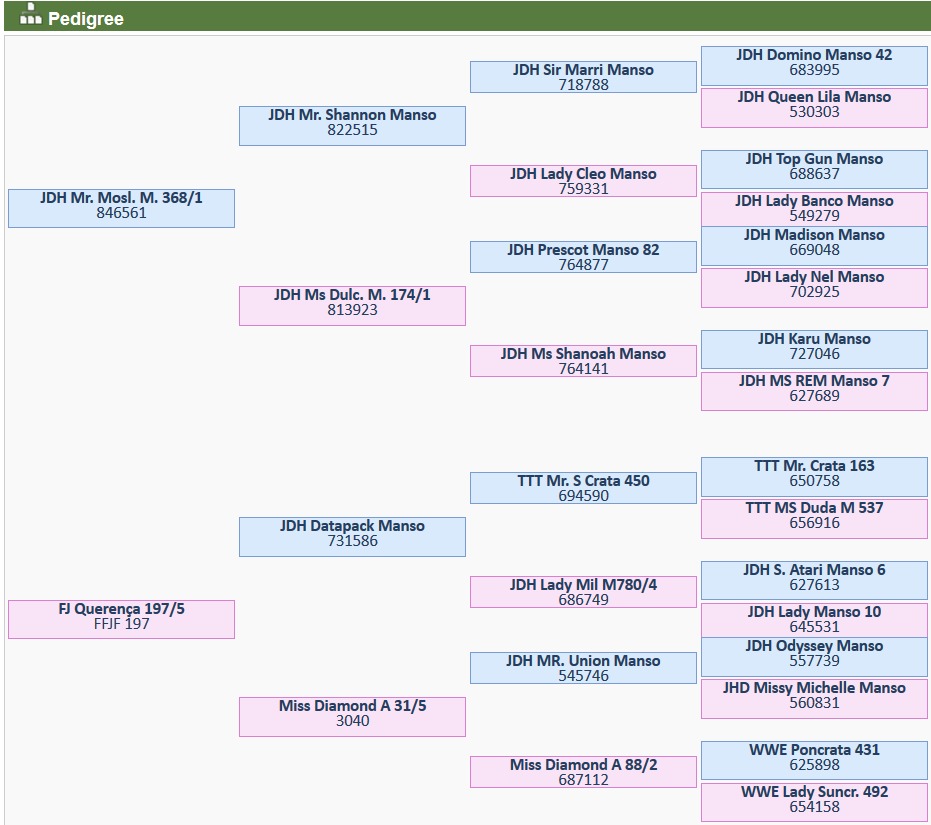 Pedigree
JDH Mr. Mosl. M. 368/1
846561
JDH Mr. Shannon Manso
822515
JDH Sir Marri Manso
718788
JDH Domino Manso 42
683995
JDH Queen Lila Manso
530303
JDH Lady Cleo Manso
759331
JDH Top Gun Manso
688637
JDH Lady Banco Manso
549279
JDH Ms Dulc. M. 174/1
813923
JDH Prescot Manso 82
764877
JDH Madison Manso
669048
JDH Lady Nel Manso
702925
JDH Ms Shanoah Manso
764141
JDH Karu Manso
727046
JDH MS REM Manso 7
627689
FJ Querença 197/5
FFJF 197
JDH Datapack Manso
731586
TTT Mr. S Crata 450
694590
TTT Mr. Crata 163
650758
TTT MS Duda M 537
656916
JDH Lady Mil M780/4
686749
JDH S. Atari Manso 6
627613
JDH Lady Manso 10
645531
Miss Diamond A 31/5
3040
JDH MR. Union Manso
545746
JDH Odyssey Manso
557739
JHD Missy Michelle Manso
560831
Miss Diamond A 88/2
687112
WWE Poncrata 431
625898
WWE Lady Suncr. 492
654158